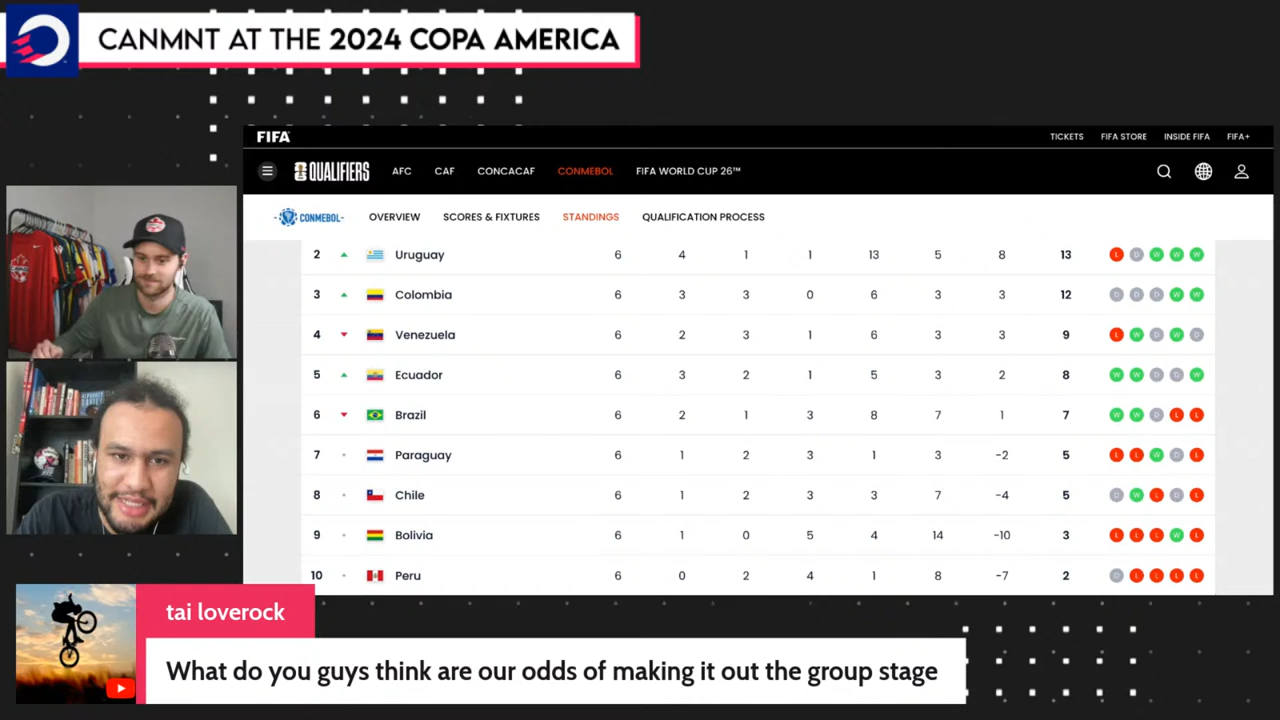 CANMNT AT THE 2024 COPA AMERICA
FIFA
TICKETS FIFA STORE INSIDE FIFA FIFA+
QUALIFIERS AFC CAF CONCACAF CONMEBOL FIFA WORLD CUP 26™
CONMEBOL OVERVIEW SCORES & FIXTURES STANDINGS QUALIFICATION PROCESS
2 Uruguay 6 4 1 1 13 5 8 13 L D W W W
3 Colombia 6 3 3 0 6 3 3 12 D D D W W
4 Venezuela 6 2 3 1 6 3 3 9 L W D W D
5 Ecuador 6 3 2 1 5 3 2 8 W W D D W
6 Brazil 6 2 1 3 8 7 1 7 W W D L L
7 Paraguay 6 1 2 3 1 3 -2 5 L L W D L
8 Chile 6 1 2 3 3 7 -4 5 D W L D L
9 Bolivia 6 1 0 5 4 14 -10 3 L L L W L
10 Peru 6 0 2 4 1 8 -7 2 D L L L L
tai loverock
What do you guys think are our odds of making it out the group stage